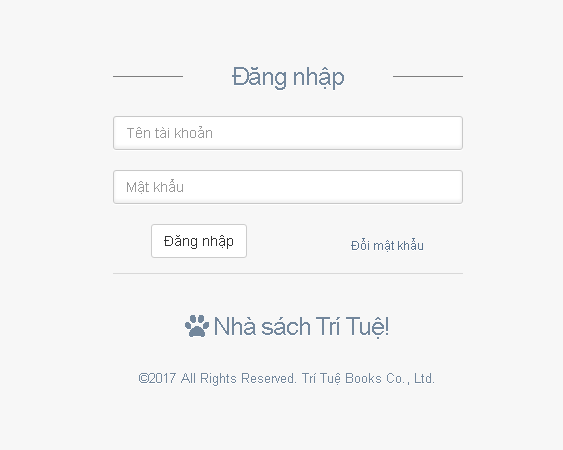 Đăng nhập
Tên tài khoản
Mật khẩu
Đăng nhập
Đổi mật khẩu
Nhà sách Trí Tuệ!
©2017 All Rights Reserved. Trí Tuệ Books Co., Ltd.